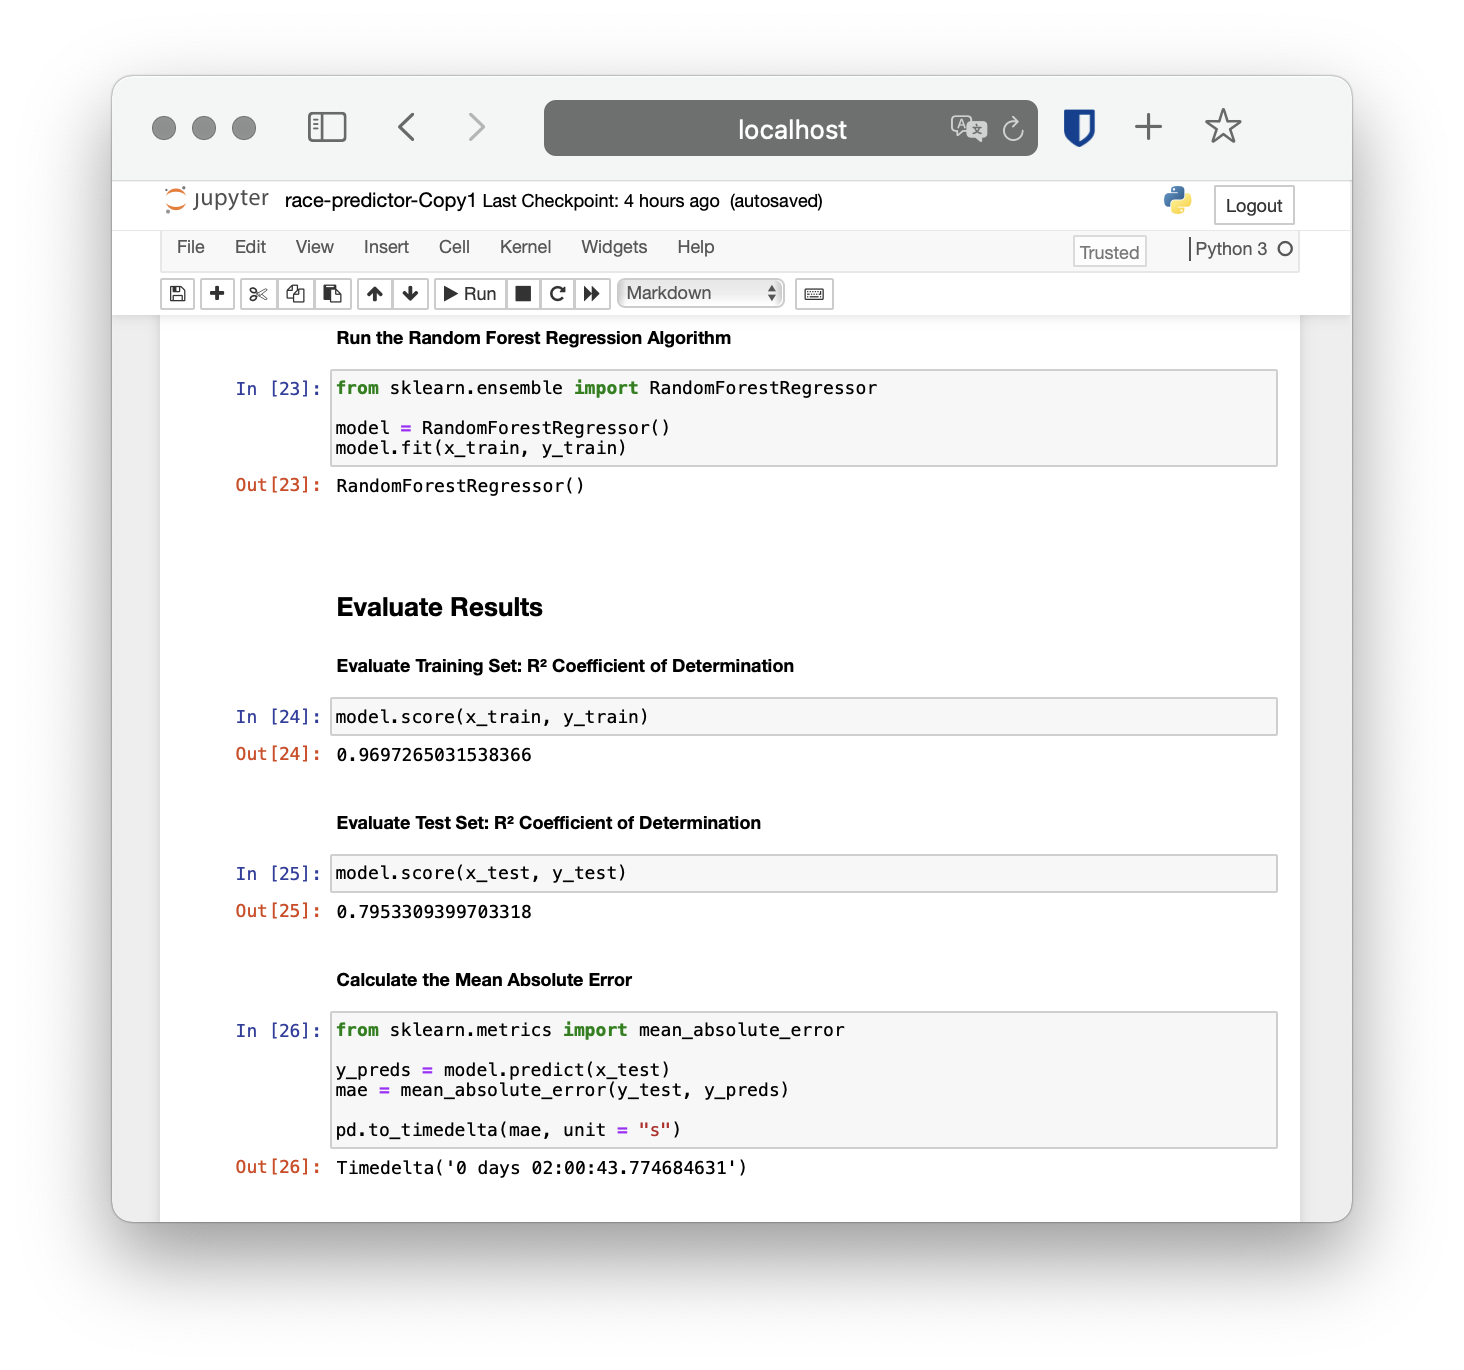 localhost
jupyter race-predictor-Copy1 Last Checkpoint: 4 hours ago (autosaved)
Logout
File Edit View Insert Cell Kernel Widgets Help
Trusted
Python 3
Run
Markdown
Run the Random Forest Regression Algorithm
In [23]: from sklearn.ensemble import RandomForestRegressor
model = RandomForestRegressor()
model.fit(x_train, y_train)
Out[23]: RandomForestRegressor()
Evaluate Results
Evaluate Training Set: R² Coefficient of Determination
In [24]: model.score(x_train, y_train)
Out[24]: 0.9697265031538366
Evaluate Test Set: R² Coefficient of Determination
In [25]: model.score(x_test, y_test)
Out[25]: 0.7953309399703318
Calculate the Mean Absolute Error
In [26]: from sklearn.metrics import mean_absolute_error
y_preds = model.predict(x_test)
mae = mean_absolute_error(y_test, y_preds)
pd.to_timedelta(mae, unit = "s")
Out[26]: Timedelta('0 days 02:00:43.774684631')